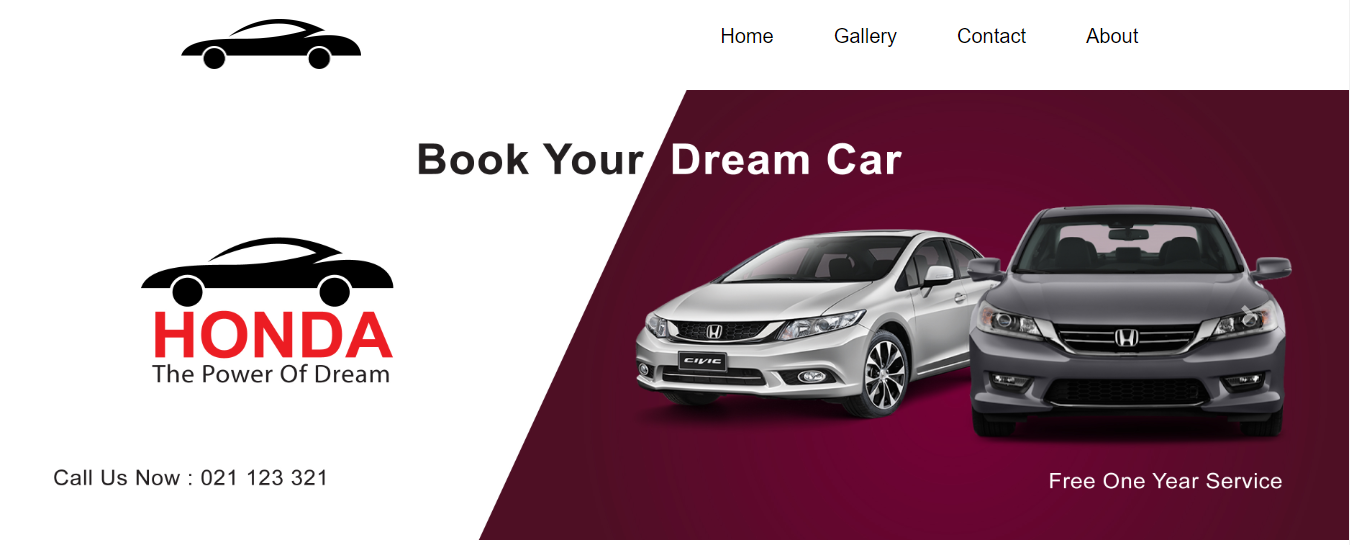 Home Gallery Contact About
Book Your Dream Car
CIVIC
HONDA
The Power Of Dream
Call Us Now : 021 123 321
Free One Year Service